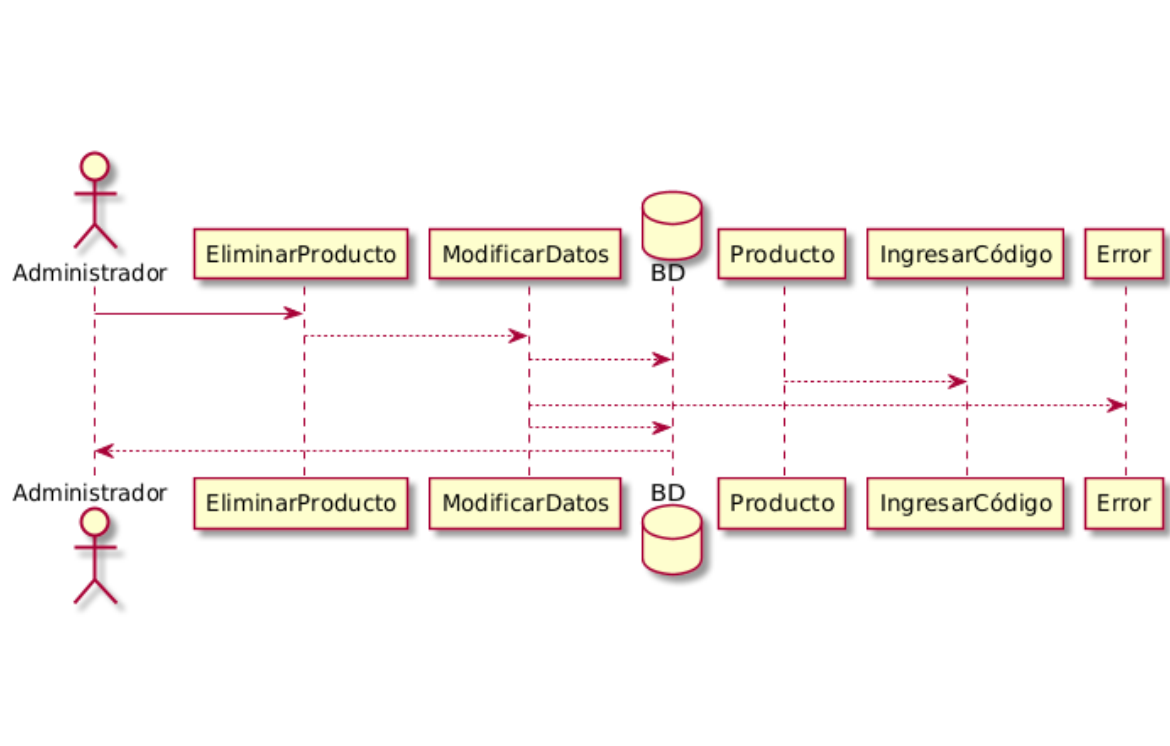 Administrador
EliminarProducto
ModificarDatos
BD
Producto
IngresarCódigo
Error
Administrador
EliminarProducto
ModificarDatos
BD
Producto
IngresarCódigo
Error